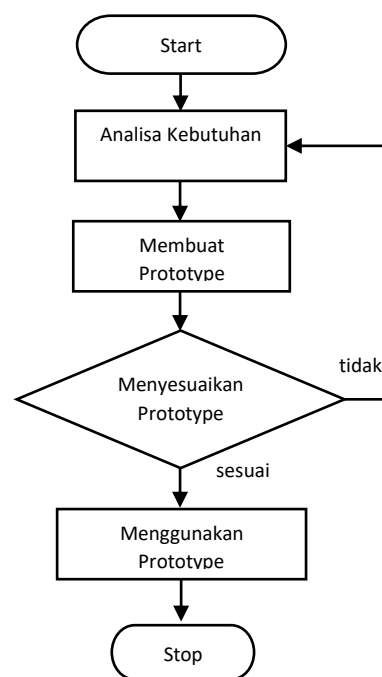 Start
Analisa Kebutuhan
Membuat
Prototype
tidak
Menyesuaikan
Prototype
sesuai
Menggunakan
Prototype
Stop